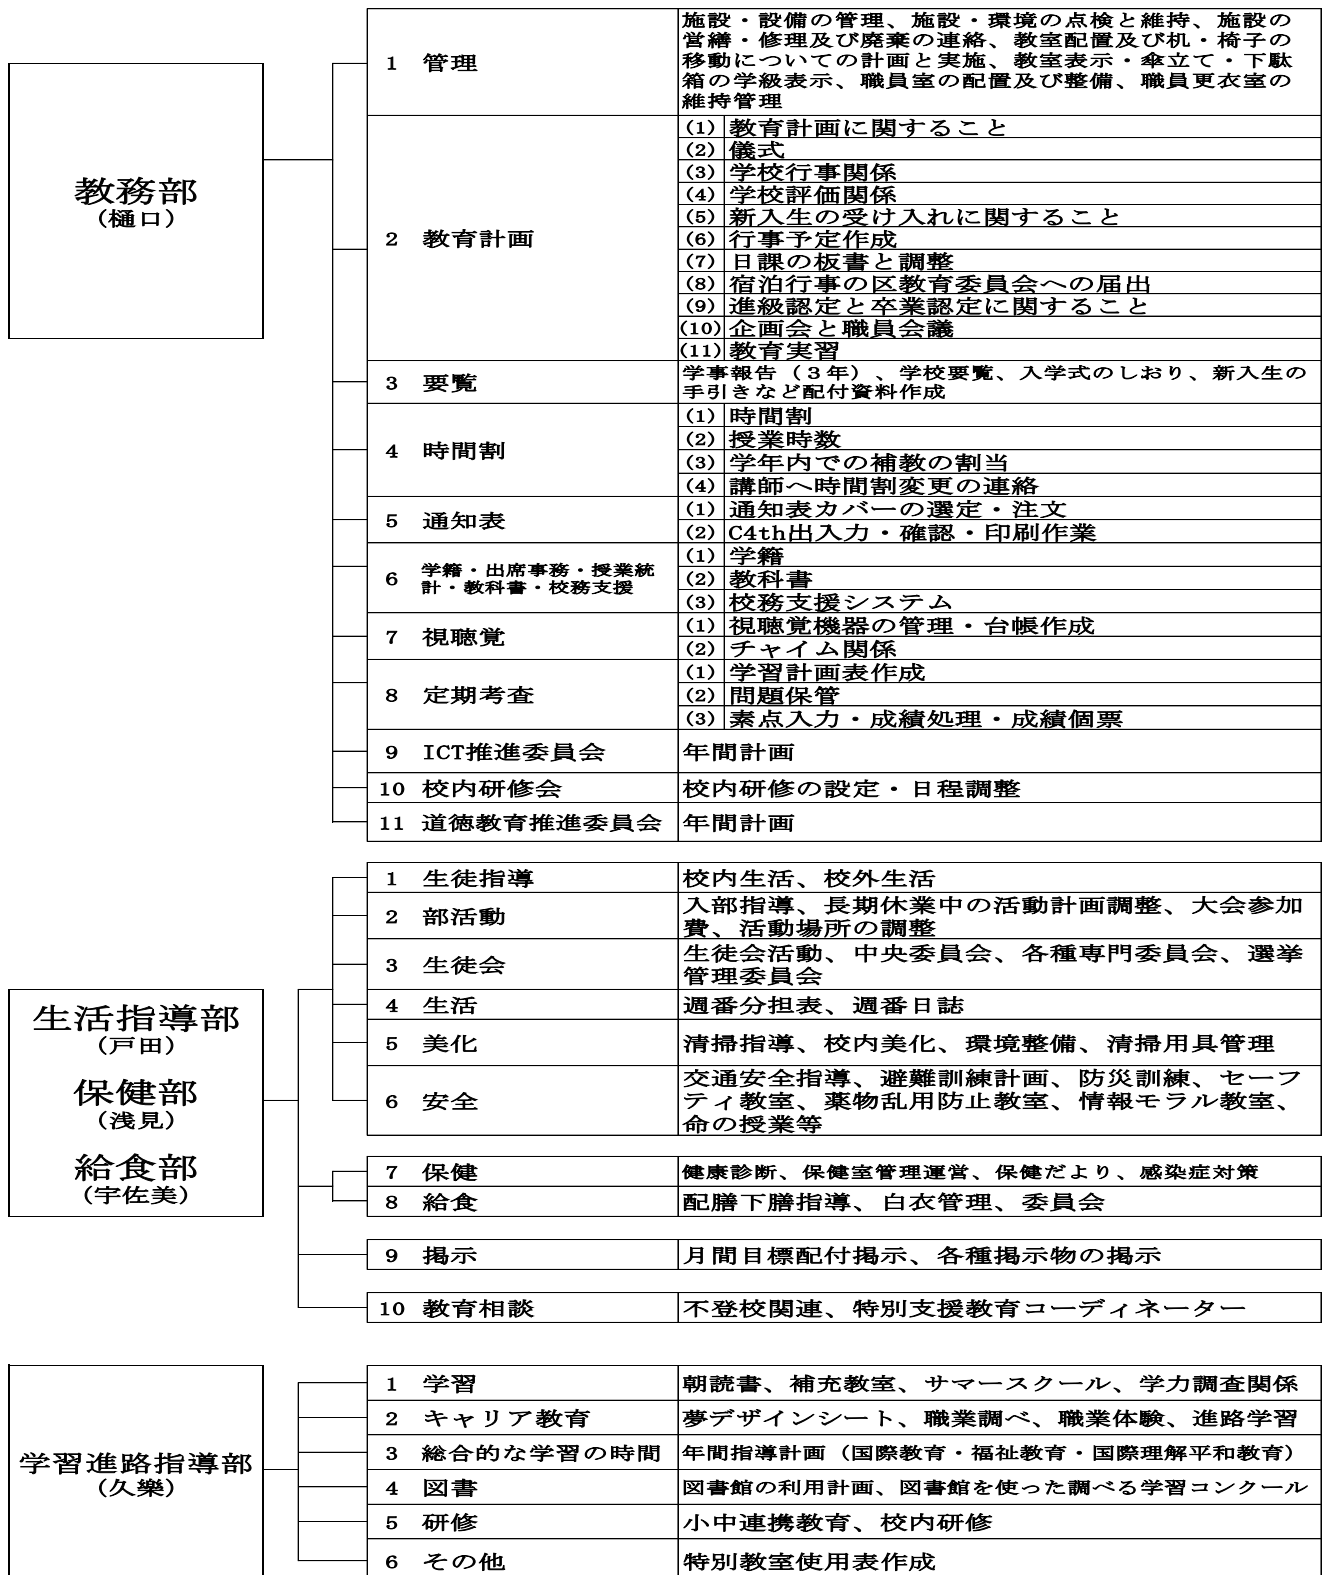 教務部
（樋口）
1 管理
施設・設備の管理、施設・環境の点検と維持、施設の
営繕・修理及び廃棄の連絡、教室配置及び机・椅子の
移動についての計画と実施、教室表示・傘立て・下駄
箱の学級表示、職員室の配置及び整備、職員更衣室の
維持管理
2 教育計画
(1) 教育計画に関すること
(2) 儀式
(3) 学校行事関係
(4) 学校評価関係
(5) 新入生の受け入れに関すること
(6) 行事予定作成
(7) 日課の板書と調整
(8) 宿泊行事の区教育委員会への届出
(9) 進級認定と卒業認定に関すること
(10) 企画会と職員会議
(11) 教育実習
3 要覧
学事報告（３年）、学校要覧、入学式のしおり、新入生の
手引きなど配付資料作成
4 時間割
(1) 時間割
(2) 授業時数
(3) 学年内での補教の割当
(4) 講師へ時間割変更の連絡
5 通知表
(1) 通知表カバーの選定・注文
(2) C4th出入力・確認・印刷作業
6 学籍・出席事務・授業統
計・教科書・校務支援
(1) 学籍
(2) 教科書
(3) 校務支援システム
7 視聴覚
(1) 視聴覚機器の管理・台帳作成
(2) チャイム関係
8 定期考査
(1) 学習計画表作成
(2) 問題保管
(3) 素点入力・成績処理・成績個票
9 ICT推進委員会 年間計画
10 校内研修会 校内研修の設定・日程調整
11 道徳教育推進委員会 年間計画
生活指導部
（戸田）
保健部
（浅見）
給食部
（宇佐美）
1 生徒指導 校内生活、校外生活
2 部活動
入部指導、長期休業中の活動計画調整、大会参加
費、活動場所の調整
3 生徒会
生徒会活動、中央委員会、各種専門委員会、選挙
管理委員会
4 生活 週番分担表、週番日誌
5 美化 清掃指導、校内美化、環境整備、清掃用具管理
6 安全
交通安全指導、避難訓練計画、防災訓練、セーフ
ティ教室、薬物乱用防止教室、情報モラル教室、
命の授業等
7 保健 健康診断、保健室管理運営、保健だより、感染症対策
8 給食 配膳下膳指導、白衣管理、委員会
9 掲示 月間目標配付掲示、各種掲示物の掲示
10 教育相談 不登校関連、特別支援教育コーディネーター
学習進路指導部
（久樂）
1 学習 朝読書、補充教室、サマースクール、学力調査関係
2 キャリア教育 夢デザインシート、職業調べ、職業体験、進路学習
3 総合的な学習の時間 年間指導計画（国際教育・福祉教育・国際理解平和教育）
4 図書 図書館の利用計画、図書館を使った調べる学習コンクール
5 研修 小中連携教育、校内研修
6 その他 特別教室使用表作成